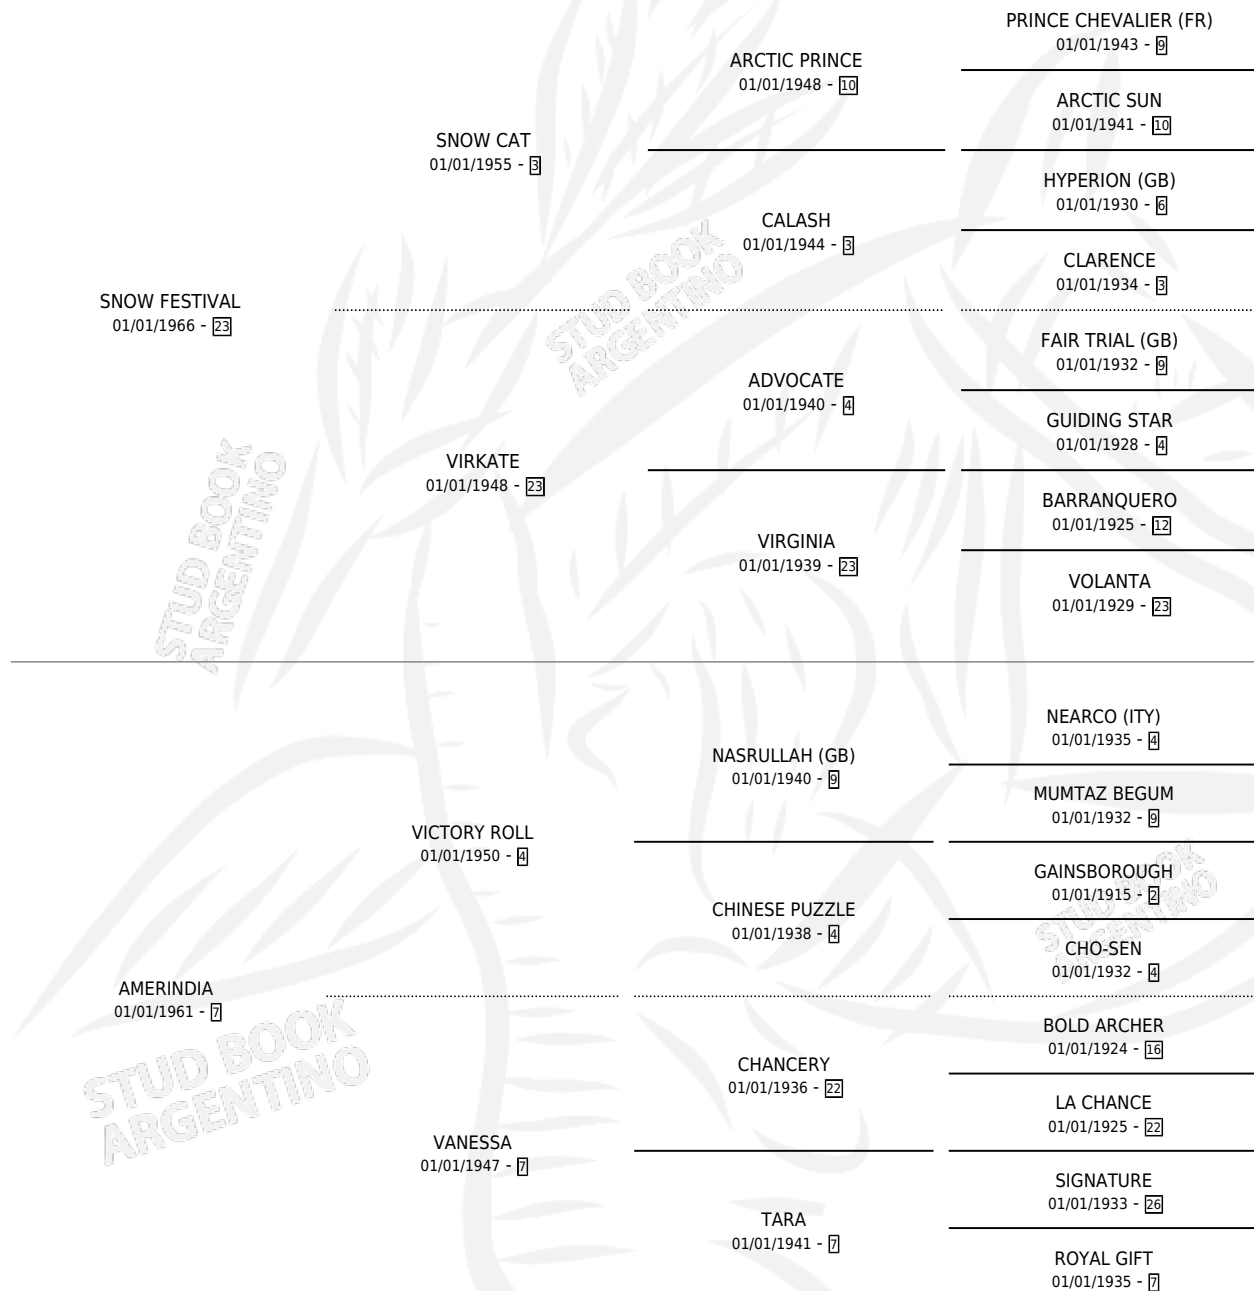 SNOW FESTIVAL
01/01/1966 - 23
SNOW CAT
01/01/1955 - 3
ARCTIC PRINCE
01/01/1948 - 10
PRINCE CHEVALIER (FR)
01/01/1943 - 9
ARCTIC SUN
01/01/1941 - 10
CALASH
01/01/1944 - 3
HYPERION (GB)
01/01/1930 - 6
CLARENCE
01/01/1934 - 3
VIRKATE
01/01/1948 - 23
ADVOCATE
01/01/1940 - 4
FAIR TRIAL (GB)
01/01/1932 - 9
GUIDING STAR
01/01/1928 - 4
VIRGINIA
01/01/1939 - 23
BARRANQUERO
01/01/1925 - 12
VOLANTA
01/01/1929 - 23
AMERINDIA
01/01/1961 - 7
VICTORY ROLL
01/01/1950 - 4
NASRULLAH (GB)
01/01/1940 - 9
NEARCO (ITY)
01/01/1935 - 4
MUMTAZ BEGUM
01/01/1932 - 9
CHINESE PUZZLE
01/01/1938 - 4
GAINSBOROUGH
01/01/1915 - 2
CHO-SEN
01/01/1932 - 4
VANESSA
01/01/1947 - 7
CHANCERY
01/01/1936 - 22
BOLD ARCHER
01/01/1924 - 16
LA CHANCE
01/01/1925 - 22
TARA
01/01/1941 - 7
SIGNATURE
01/01/1933 - 26
ROYAL GIFT
01/01/1935 - 7
STUD BOOK
ARGENTINO
STUD BOOK
ARGENTINO
STUD BOOK
ARGENTINO
STUD BOOK
ARGENTINO